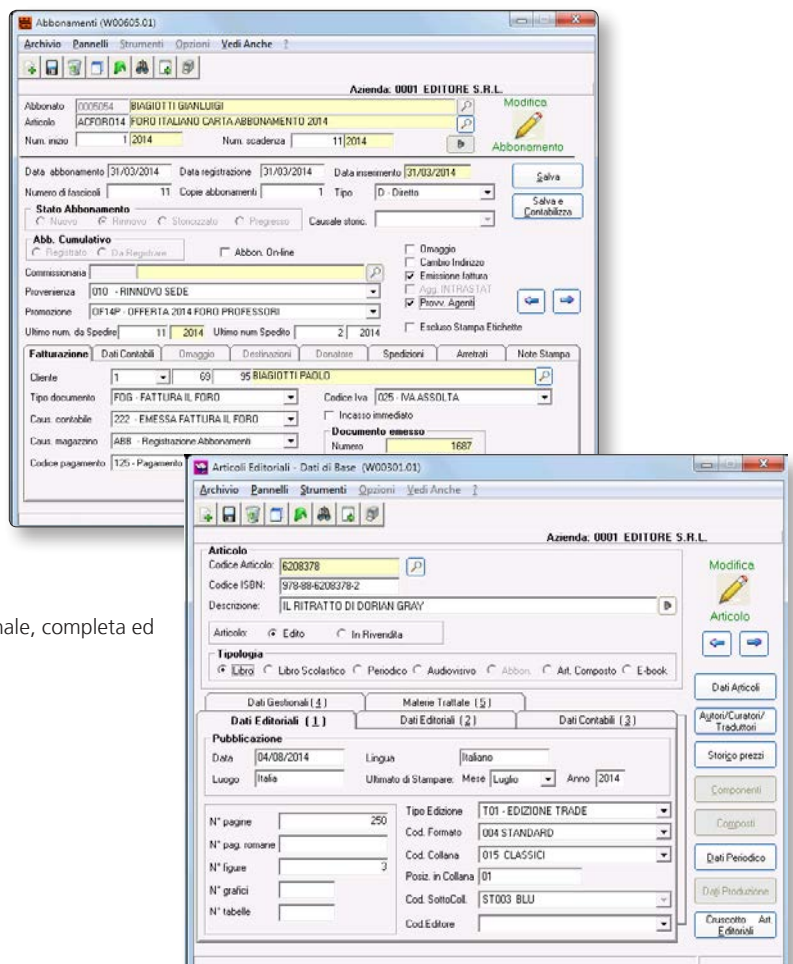 Abbonamenti (W00605.01)
Archivio Pannelli Strumenti Opzioni Vedi Anche ?
Azienda: 0001 EDITORE S.R.L.
Abbonato 0005054 BIAGIOTTI GIANLUIGI
Modifica
Articolo ACFOR014 FORO ITALIANO CARTA ABBONAMENTO 2014
Num. inizio 1 2014 Num. scadenza 11 2014
Abbonamento
Data abbonamento 31/03/2014 Data registrazione 31/03/2014 Data inserimento 31/03/2014
Salva
Numero di fascicoli 11 Copie abbonamenti 1 Tipo D - Diretto
Salva e Contabilizza
Stato Abbonamento
Nuovo Rinnovo Stonozzato Pregresso Causale storic.
Abb. Cumulativo
Registrato Da Registrare Abbon. On-line
Omaggio
Cambio Indirizzo
Commissionaria
Emissione fattura
Agg. INTRASTAT
Provenienza 010 - RINNOVO SEDE
Provv. Agenti
Promozione OF14P - OFFERTA 2014 FORO PROFESSORI
Ultimo num. da Spedire 11 2014 Ultimo num Spedito 2 2014
Escluso Stampa Etichette
Fatturazione Dati Contabili Omaggio Destinazioni Donatore Spedizioni Arretrati Note Stampa
Cliente 1 69 95 BIAGIOTTI PAOLO
Tipo documento FOG - FATTURA IL FORO Codice Iva 025 - IVA ASSOLTA
Caus. contabile 222 - EMESSA FATTURA IL FORO Incasso immediato
Documento emesso
Caus. magazzino ABB - Registrazione Abbonamenti Numero 1687
Codice pagamento 125 - Pagamento
Articoli Editoriali - Dati di Base (W00301.01)
Archivio Pannelli Strumenti Opzioni Vedi Anche ?
Azienda: 0001 EDITORE S.R.L.
Articolo
Codice Articolo: 6208378
Modifica
Codice ISBN: 978-88-6208378-2
Descrizione: IL RITRATTO DI DORIAN GRAY
Articolo
nale, completa ed
Articolo: Edito In Rivendita
Tipologia
Libro Libro Scolastico Periodico Audiovisivo Abbon. Art. Composto E-book
Dati Articoli
Dati Gestionali (4) Materie Trattate (5)
Dati Editoriali (1) Dati Editoriali (2) Dati Contabili (3)
Autori/Curatori/ Traduttori
Pubblicazione
Data 04/08/2014 Lingua Italiano
Storico prezzi
Luogo Italia Ultimato di Stampare: Mese Luglio Anno 2014
Componenti
N° pagine 250 Tipo Edizione T01 - EDIZIONE TRADE
Composti
N° pag. romane Cod. Formato 004 STANDARD
N° figure 3 Cod. Collana 015 CLASSICI
Dati Periodico
Posiz. in Collana 01
N° grafici
Dati Produzione
Cod. SottoColl. ST003 BLU
N° tabelle
Cod.Editore
Cruscotto Art. Editoriali